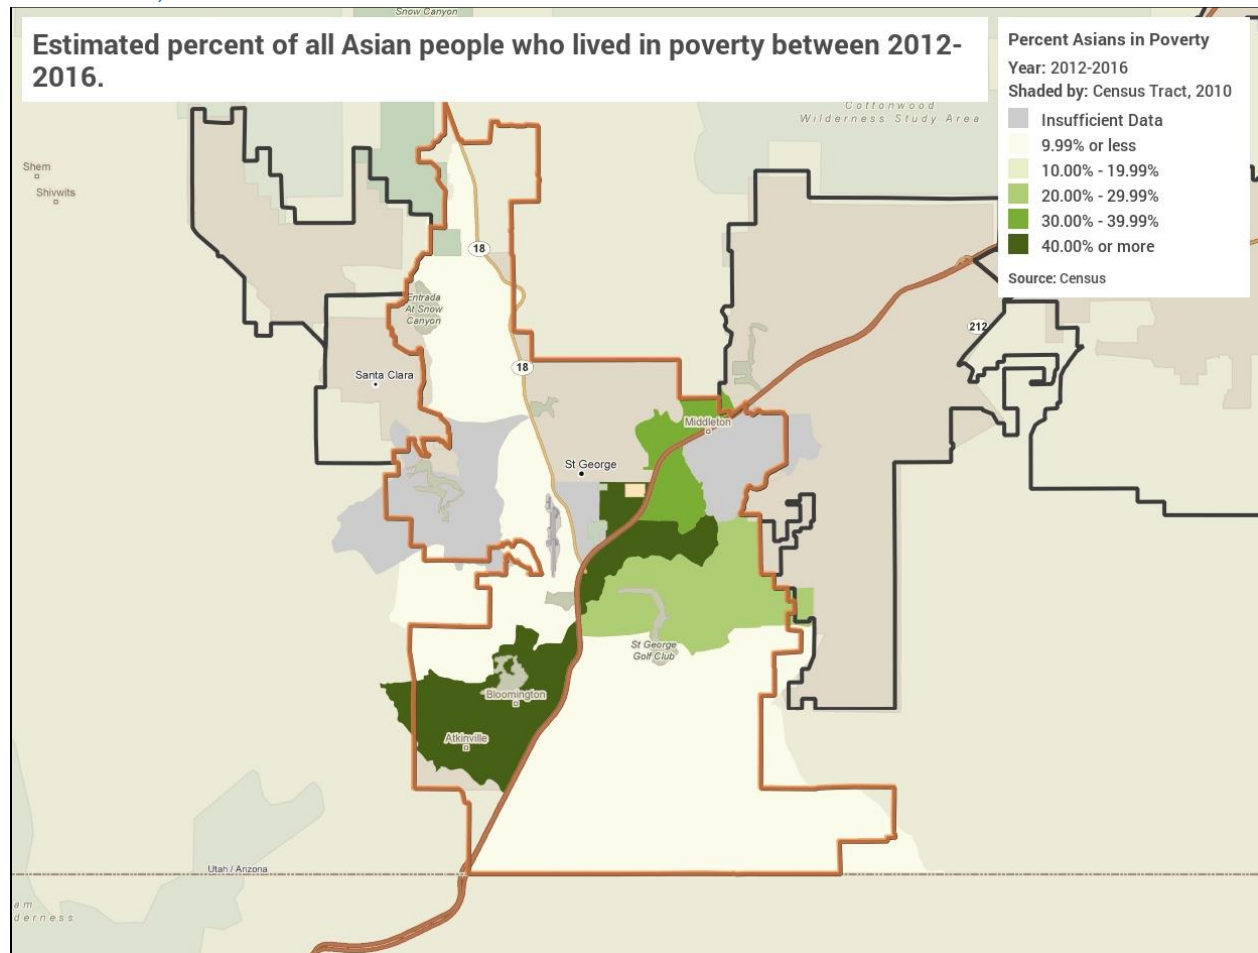 Snow Canyon
Estimated percent of all Asian people who lived in poverty between 2012-
2016.
Percent Asians in Poverty
Year: 2012-2016
Shaded by: Census Tract, 2010
Insufficient Data
9.99% or less
10.00% - 19.99%
20.00% - 29.99%
30.00% - 39.99%
40.00% or more
Source: Census
Cottonwood
Wilderness Study Area
Shem
Shivwits
18
Entrada
At Snow
Canyon
212
18
Santa Clara
Middleton
St George
St George
Golf Club
Bloomington
Atkinville
Utah / Arizona
am
derness